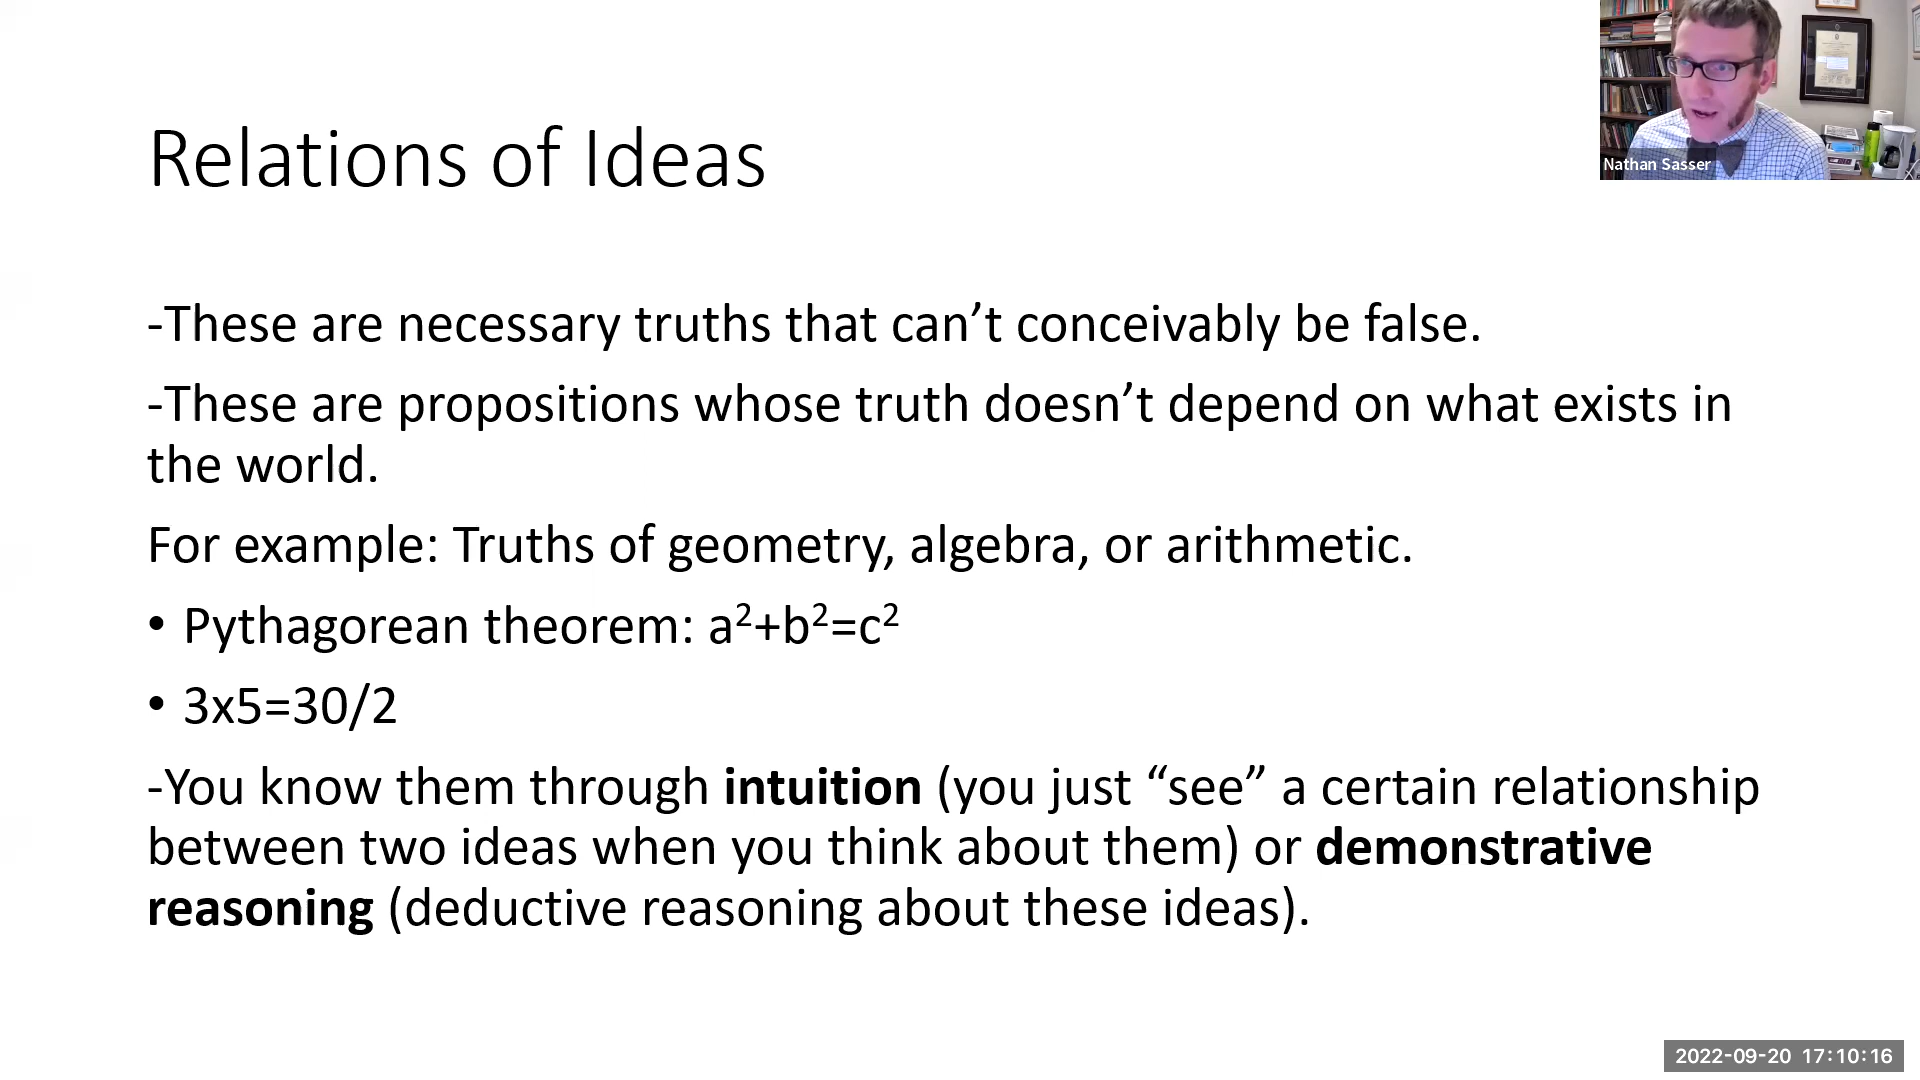 Relations of Ideas
Nathan Sasser
-These are necessary truths that can’t conceivably be false.
-These are propositions whose truth doesn’t depend on what exists in
the world.
For example: Truths of geometry, algebra, or arithmetic.
• Pythagorean theorem: a²+b²=c²
• 3x5=30/2
-You know them through intuition (you just “see” a certain relationship
between two ideas when you think about them) or demonstrative
reasoning (deductive reasoning about these ideas).
2022-09-20 17:10:16